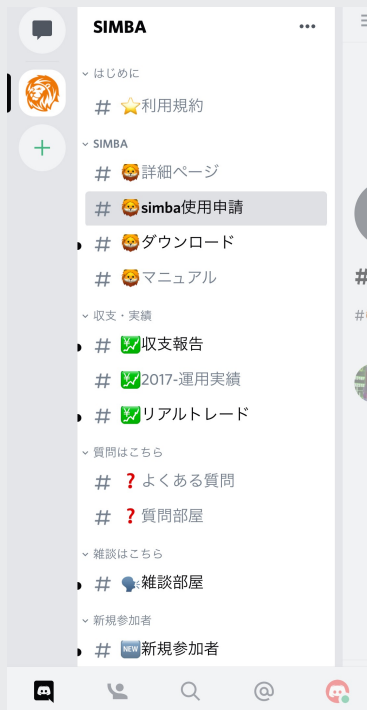 SIMBA
はじめに
# ⭐利用規約
SIMBA
# 🦁詳細ページ
# 🦁simba使用申請
# 🦁ダウンロード
# 🦁マニュアル
収支・実績
# 💹収支報告
# 💹2017-運用実績
# 💹リアルトレード
質問はこちら
# ❓よくある質問
# ❓質問部屋
雑談はこちら
# 🗣雑談部屋
新規参加者
# 🆕新規参加者